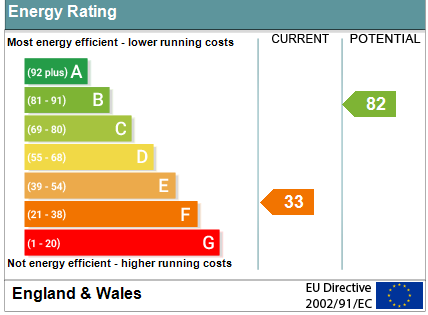 Energy Rating
Most energy efficient - lower running costs
CURRENT
POTENTIAL
(92 plus) A
(81 - 91) B
82
(69 - 80) C
(55 - 68) D
(39 - 54) E
(21 - 38) F
33
(1 - 20) G
Not energy efficient - higher running costs
England & Wales
EU Directive
2002/91/EC